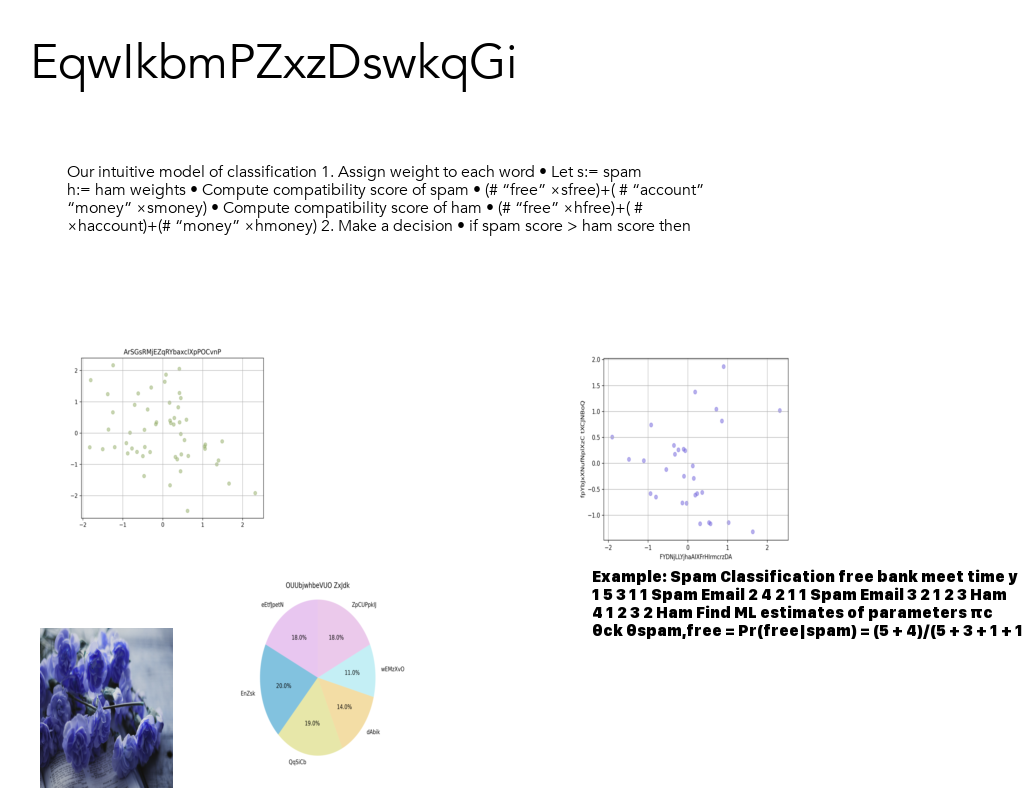 EqwIkbmPZxzDswkqGi
Our intuitive model of classification 1. Assign weight to each word • Let s:= spam
h:= ham weights • Compute compatibility score of spam • (# “free” ×sfree)+( # “account”
“money” ×smoney) • Compute compatibility score of ham • (# “free” ×hfree)+( #
×haccount)+(# “money” ×hmoney) 2. Make a decision • if spam score > ham score then
2
1
0
−1
−2
−2 −1 0 1 2
2.0
1.5
1.0
0.5
0.0
−0.5
−1.0
−2 −1 0 1 2
Example: Spam Classification free bank meet time y
1 5 3 1 1 Spam Email 2 4 2 1 1 Spam Email 3 2 1 2 3 Ham
4 1 2 3 2 Ham Find ML estimates of parameters πc
θck θspam,free = Pr(free|spam) = (5 + 4)/(5 + 3 + 1 + 1
OUUbjwhbeVUO ZxJdk
ZpCUPpkIj
18.0%
18.0%
wEMzXvO
11.0%
EnZsk
20.0%
14.0%
dAbik
19.0%
QqSiCb